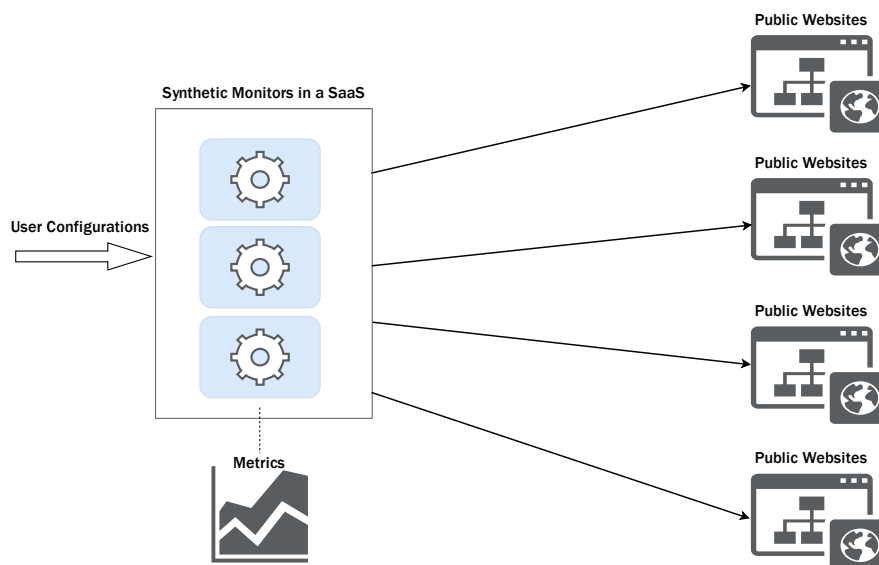 Public Websites
Synthetic Monitors in a SaaS
Public Websites
User Configurations
Public Websites
Metrics
Public Websites